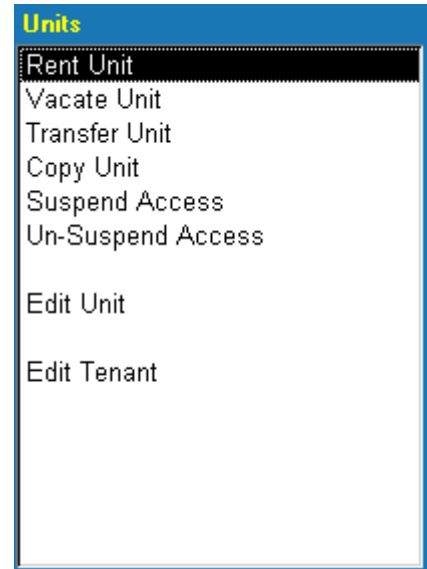 Units
Rent Unit
Vacate Unit
Transfer Unit
Copy Unit
Suspend Access
Un-Suspend Access
Edit Unit
Edit Tenant